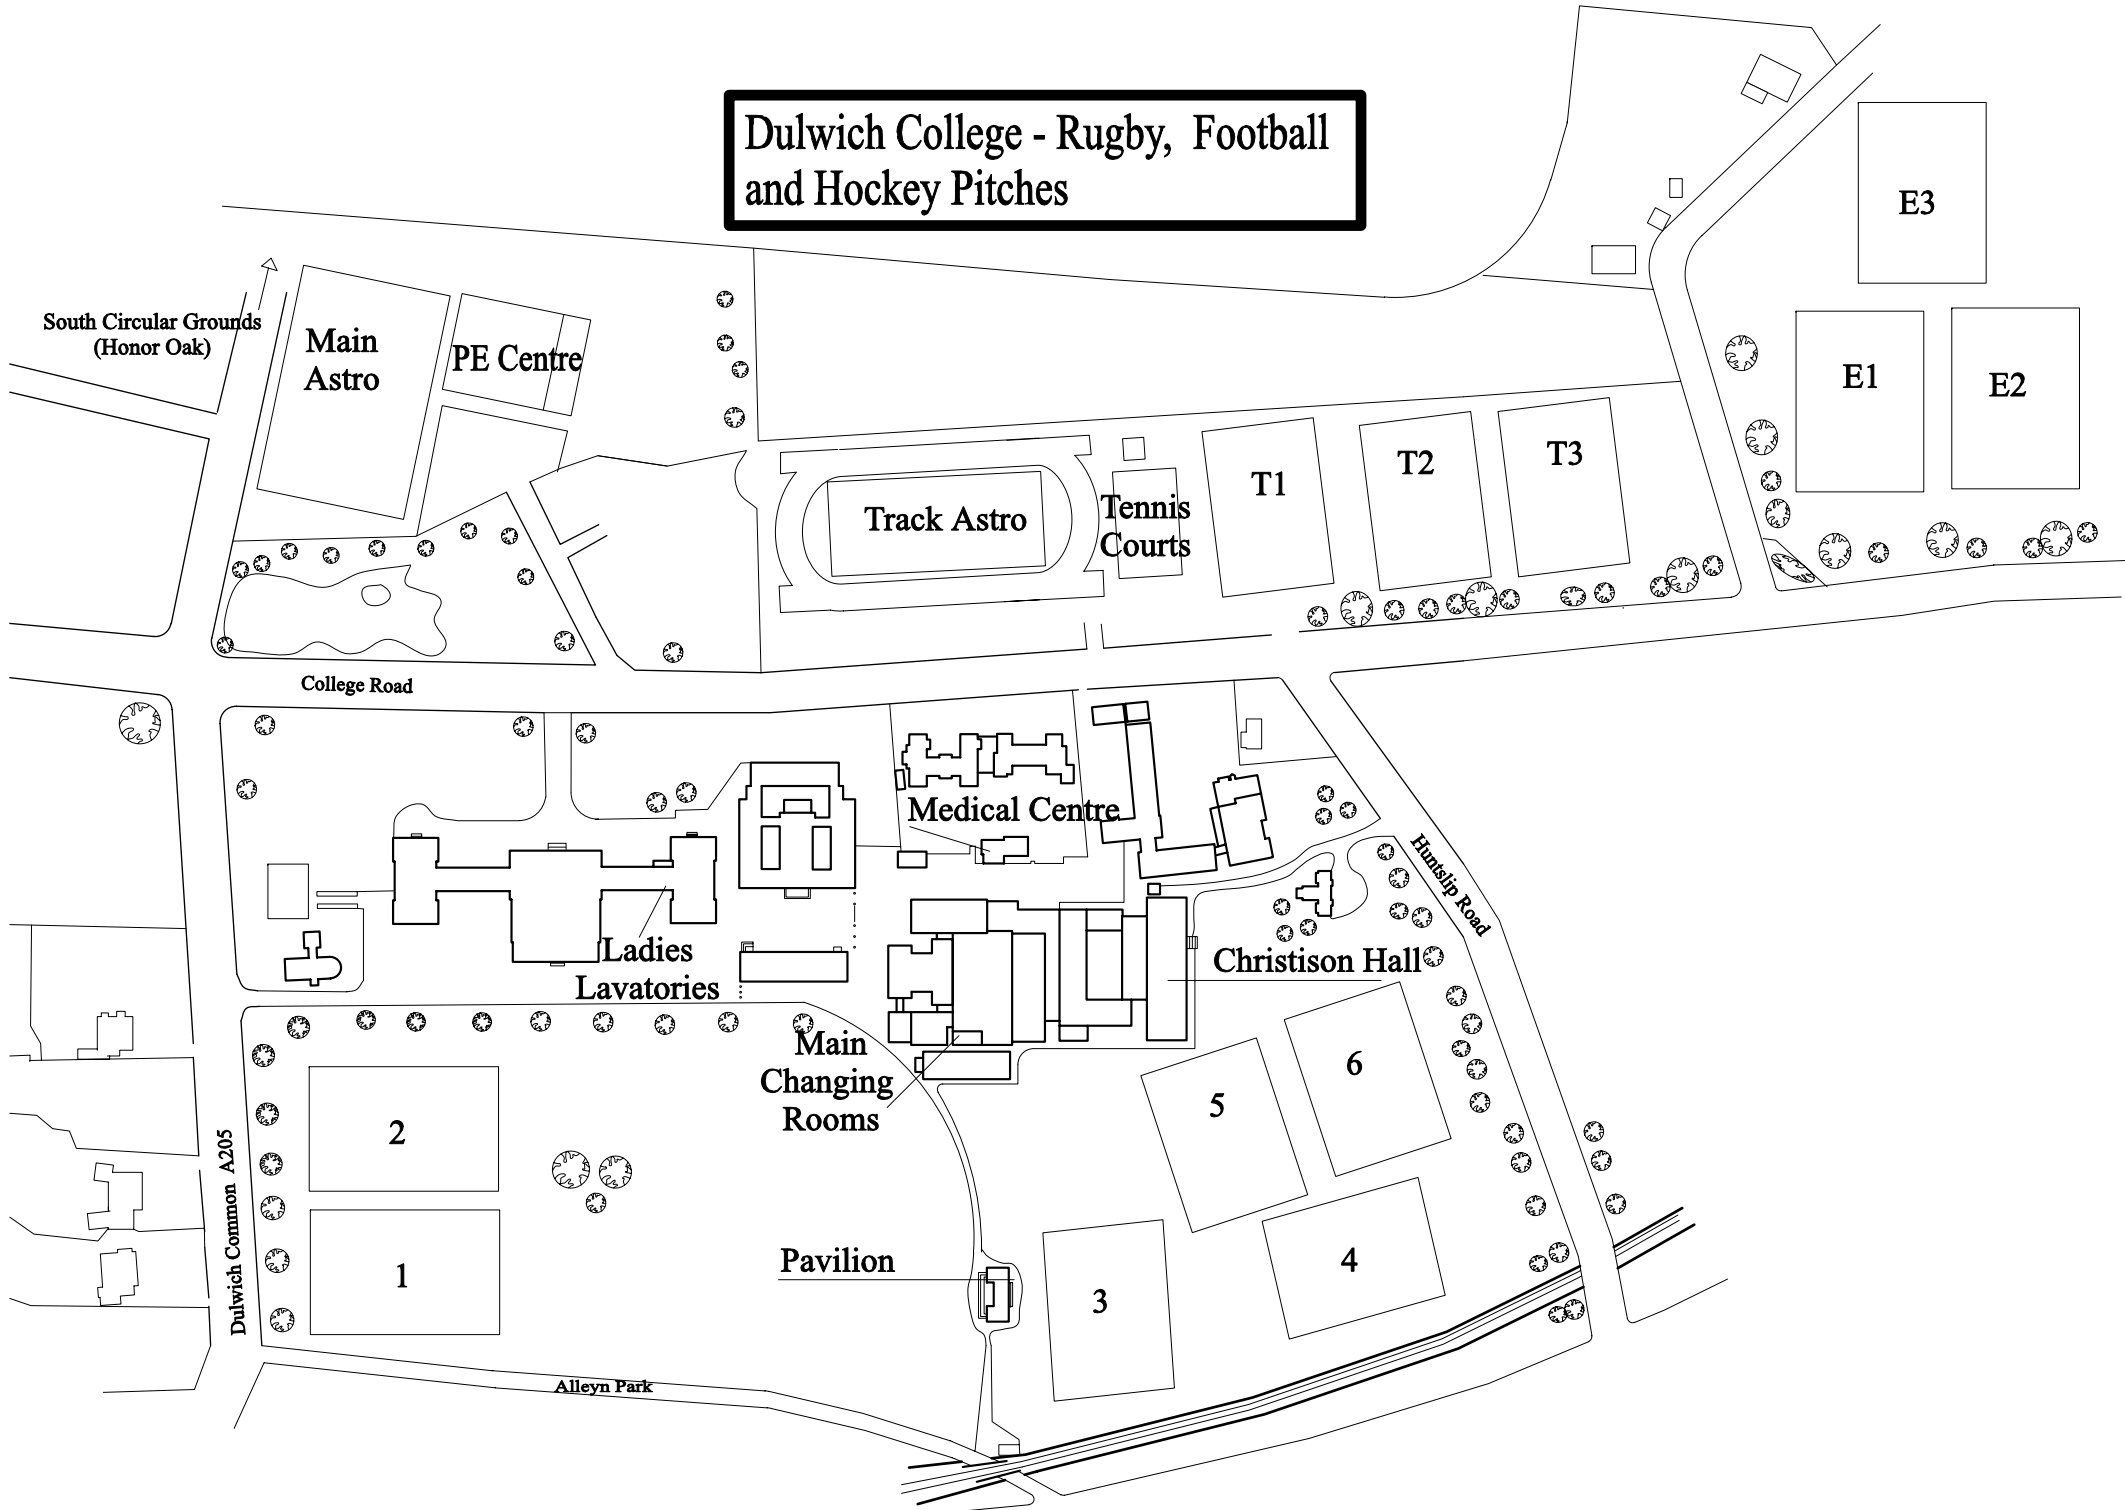 Dulwich College - Rugby, Football
and Hockey Pitches
E3
South Circular Grounds
(Honor Oak)
Main
Astro
PE Centre
E1
E2
T1
T2
T3
Track Astro
Tennis
Courts
College Road
Medical Centre
Huntslip Road
Ladies
Lavatories
Christison Hall
Main
Changing
Rooms
2
5
6
Dulwich Common A205
1
Pavilion
3
4
Alleyn Park